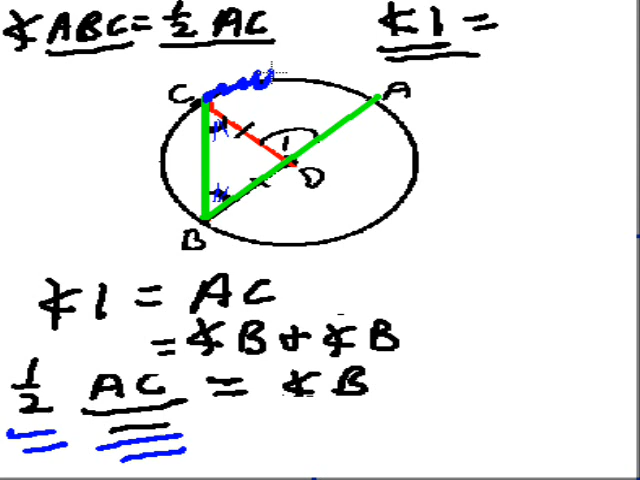 ∢ABC = ½ AC
∢1 =
C
A
1
D
B
∢1 = AC
= ∢B + ∢B
½ AC = ∢B